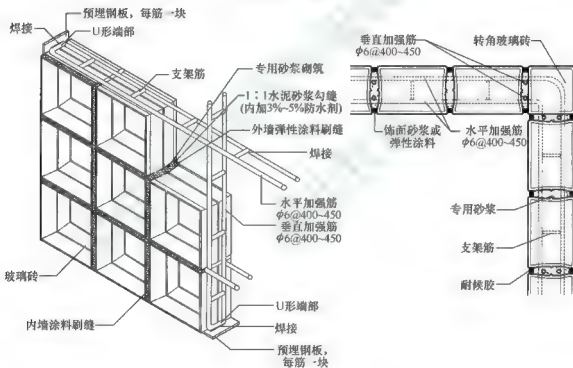 预埋钢板，每筋一块
焊接
U形端部
支架筋
专用砂浆砌筑
1：1水泥砂浆勾缝
(内加3%~5%防水剂)
外墙弹性涂料刷缝
焊接
水平加强筋
φ6@400~450
垂直加强筋
φ6@400~450
玻璃砖
内墙涂料刷缝
U形端部
焊接
预埋钢板，
每筋一块
垂直加强筋
φ6@400~450
转角玻璃砖
饰面砂浆或
弹性涂料
水平加强筋
φ6@400~450
专用砂浆
支架筋
耐候胶